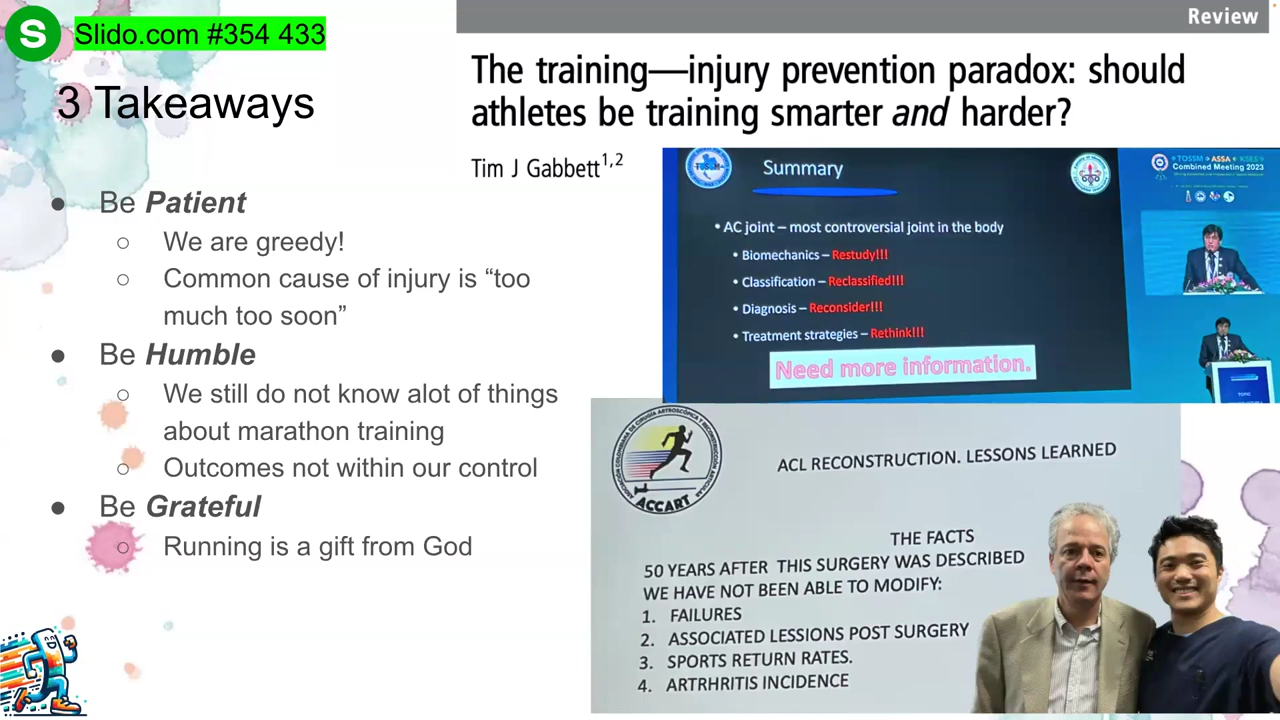 S
Slido.com #354 433
3 Takeaways
● Be Patient
○ We are greedy!
○ Common cause of injury is “too
much too soon”
● Be Humble
○ We still do not know alot of things
about marathon training
○ Outcomes not within our control
● Be Grateful
○ Running is a gift from God
Review
The training—injury prevention paradox: should
athletes be training smarter and harder?
Tim J Gabbett1,2
Summary
• AC joint – most controversial joint in the body
• Biomechanics – Restudy!!!
• Classification – Reclassified!!!
• Diagnosis – Reconsider!!!
• Treatment strategies – Rethink!!!
Need more information.
TOSSM ASSA KSES
Combined Meeting 2023
ACCART
ACL RECONSTRUCTION. LESSONS LEARNED
THE FACTS
50 YEARS AFTER THIS SURGERY WAS DESCRIBED
WE HAVE NOT BEEN ABLE TO MODIFY:
1. FAILURES
2. ASSOCIATED LESSIONS POST SURGERY
3. SPORTS RETURN RATES.
4. ARTRHRITIS INCIDENCE